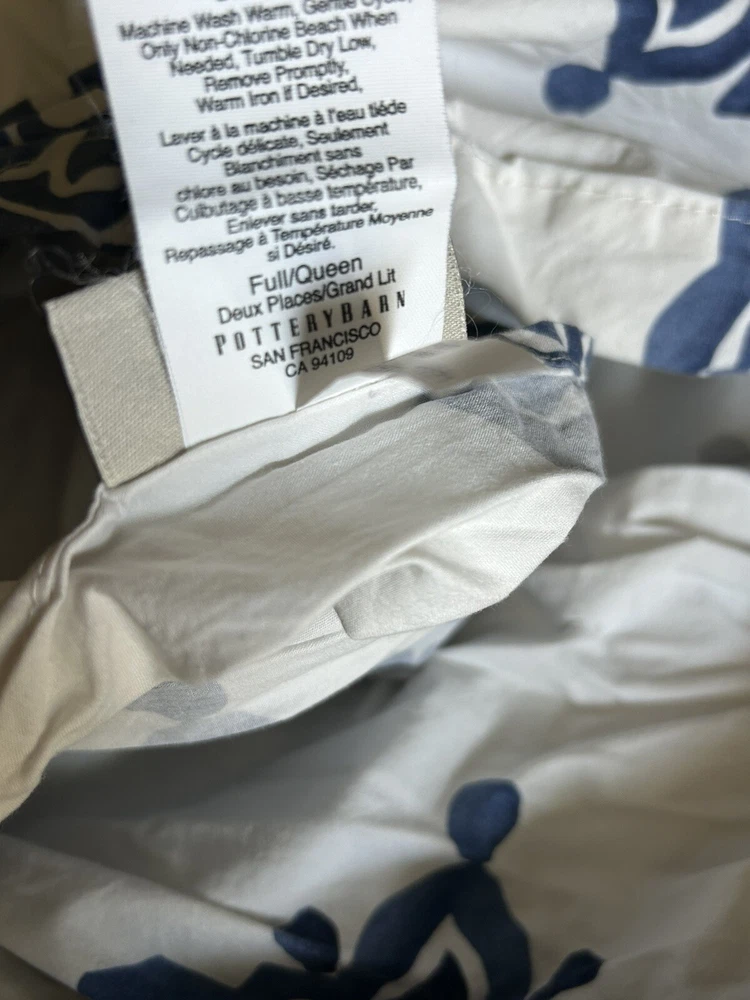 Machine Wash Warm, Gentle Cycle,
Only Non-Chlorine Beach When
Needed, Tumble Dry Low,
Remove Promptly,
Warm Iron If Desired,
Laver à la machine à l'eau tiède
Cycle délicate, Seulement
Blanchiment sans
chlore au besoin, Séchage Par
Culbutage à basse température,
Enlever sans tarder,
Repassage à Température Moyenne
si Désiré.
Full/Queen
Deux Places/Grand Lit
POTTERYBARN
SAN FRANCISCO
CA 94109